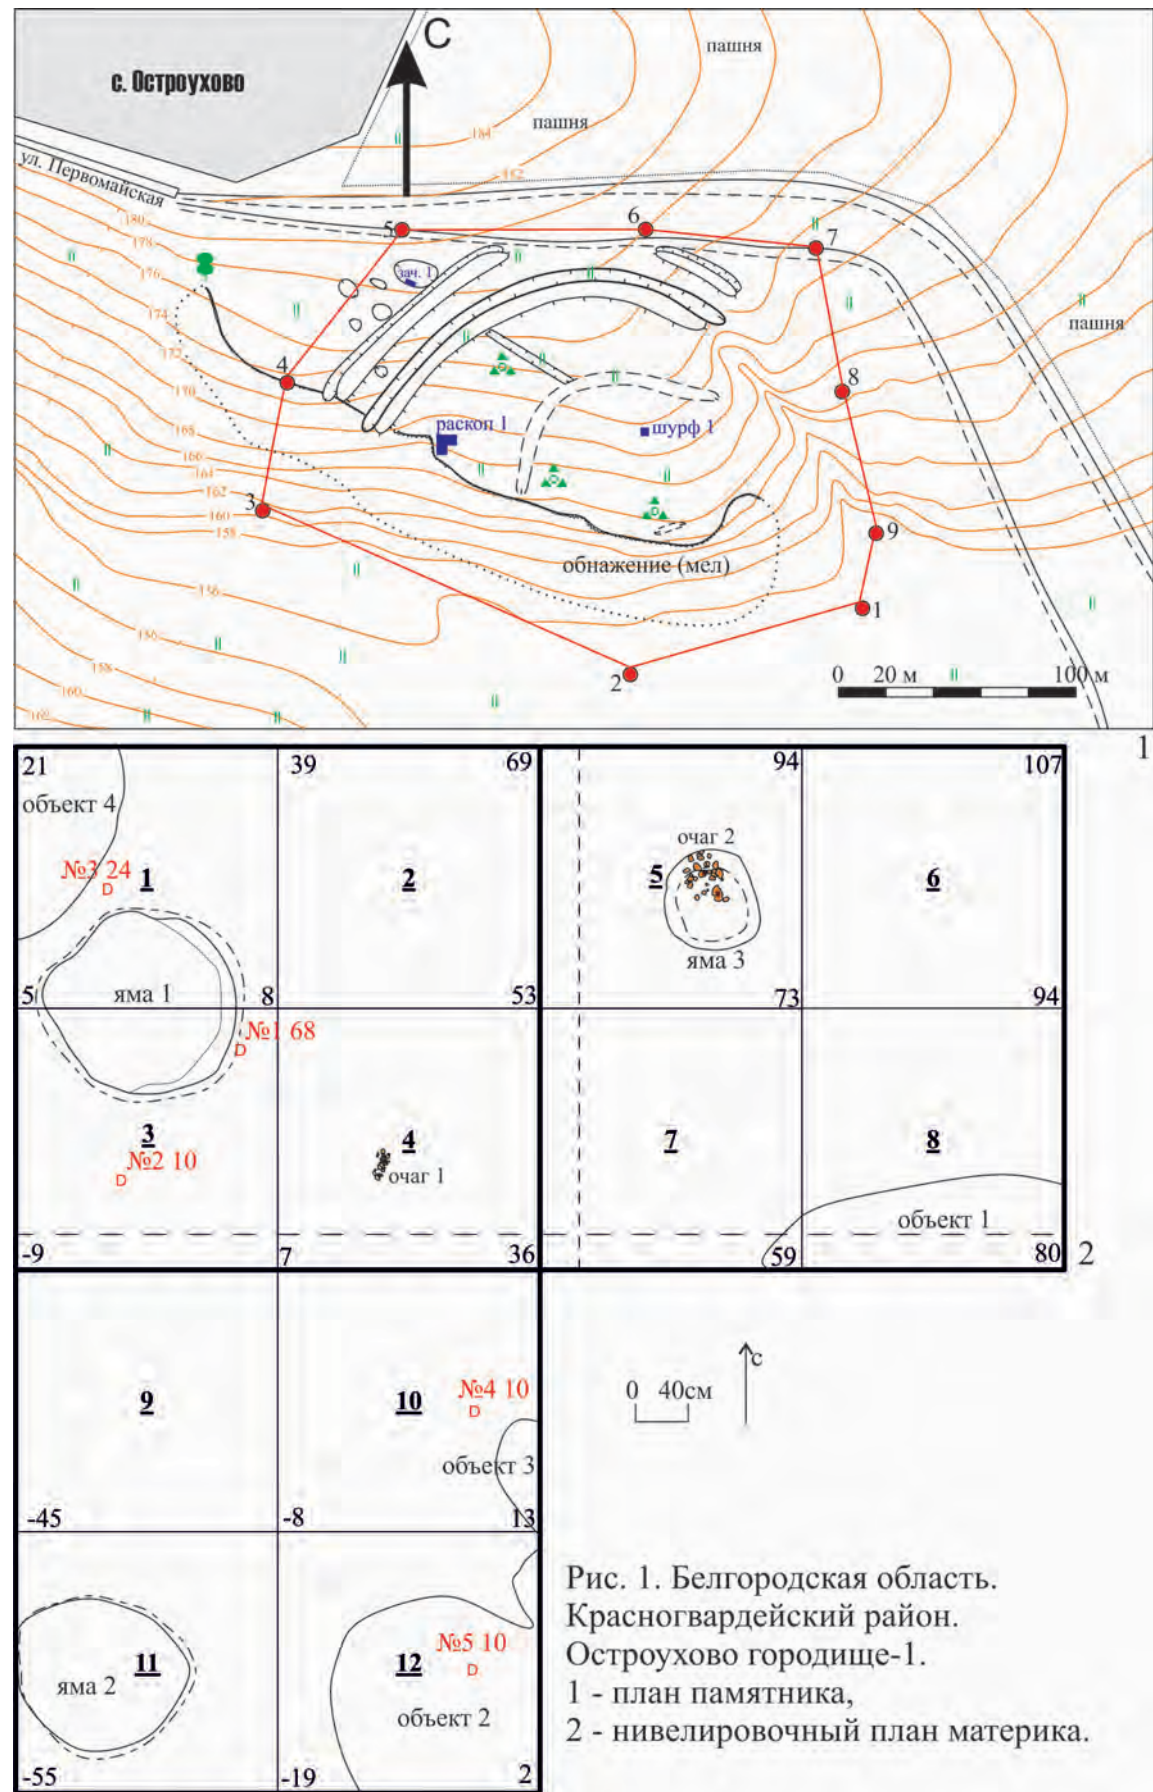 С
с. Остроухово
пашня
пашня
184
182
ул. Первомайская
180
178
176
174
172
170
168
166
164
162
160
158
156
156
158
160
162
5
6
7
зач. 1
пашня
4
8
раскоп 1
шурф 1
3
9
обнажение (мел)
1
2
0 20 м 100 м
1
21 39 69 94 107
объект 4
очаг 2
№3 24
1 2 5 6
яма 3
яма 1
5 8 53 73 94
№1 68
3 4 7 8
№2 10
очаг 1
объект 1
-9 7 36 59 80
2
с
0 40см
№4 10
9 10
объект 3
-45 -8 13
№5 10
11 12
яма 2
объект 2
-55 -19 2
Рис. 1. Белгородская область.
Красногвардейский район.
Остроухово городище-1.
1 - план памятника,
2 - нивелировочный план материка.